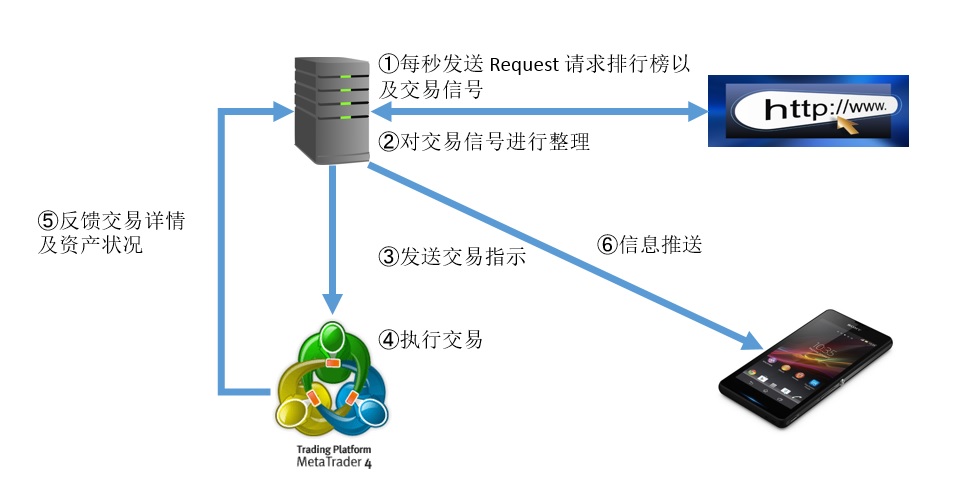 ①每秒发送 Request 请求排行榜以
及交易信号
http://www.
②对交易信号进行整理
⑤反馈交易详情
及资产状况
③发送交易指示
⑥信息推送
④执行交易
SONY
10:35
Trading Platform
MetaTrader 4